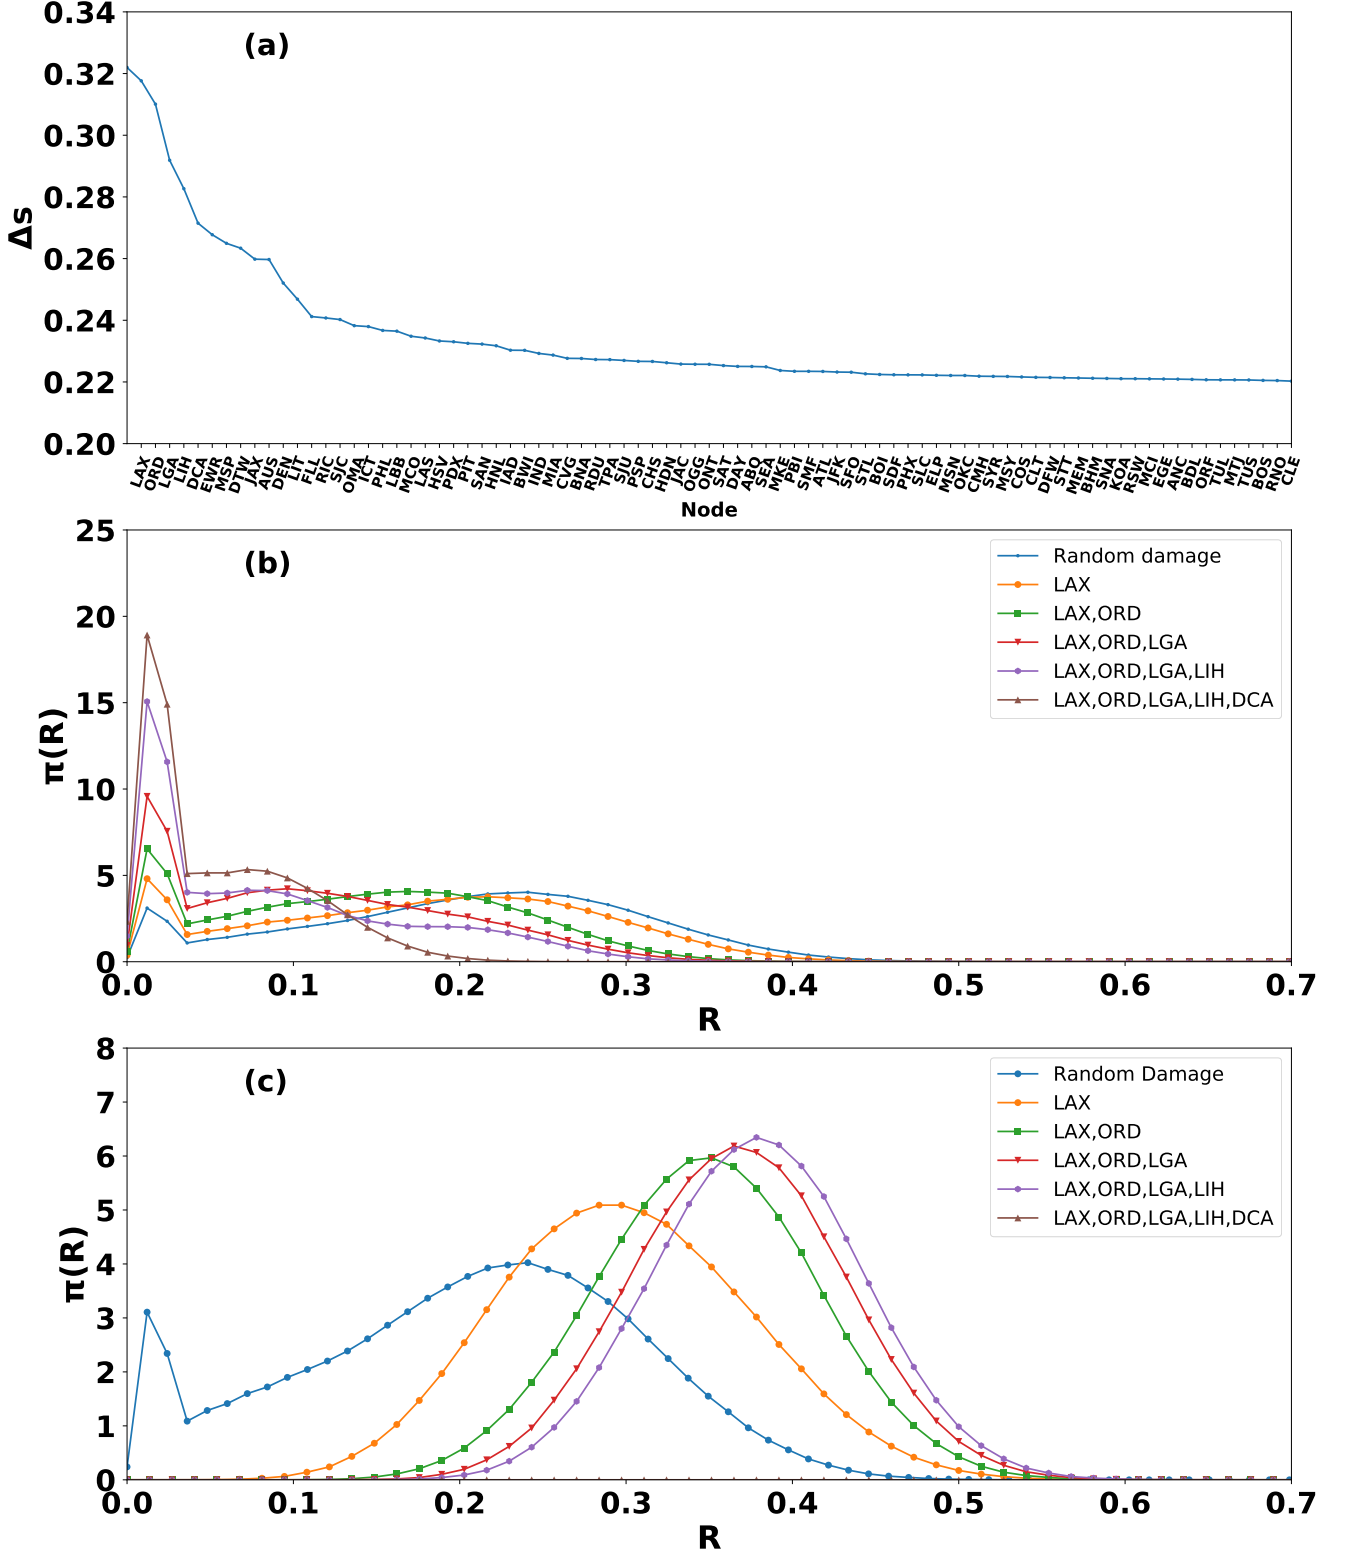 0.34
(a)
0.32
0.30
0.28
Δs
0.26
0.24
0.22
0.20
LAX ORD LGA LIH DCA EWR MSP DTW JAX AUS DEN LIT FLL RIC SJC OMA ICT PHL LBB MCO LAS HSV PDX PIT SAN HNL IAD BWI IND MIA CVG BNA RDU TPA SJU PSP CHS HDN JAC OGG ONT SAT DAY ABQ SEA MKE PBI SMF ATL JFK SFO STL BOI SDF PHX SLC ELP MSN OKC CMH SYR MSY COS CLT DFW STT MEM BHM SNA KOA RSW MCI EGE ANC BDL ORF TUL MTJ TUS BOS RNO CLE
Node
25
(b)
Random damage
LAX
20
LAX,ORD
LAX,ORD,LGA
LAX,ORD,LGA,LIH
15
LAX,ORD,LGA,LIH,DCA
π(R)
10
5
0
0.0 0.1 0.2 0.3 0.4 0.5 0.6 0.7
R
8
(c)
Random Damage
7
LAX
LAX,ORD
6
LAX,ORD,LGA
LAX,ORD,LGA,LIH
5
LAX,ORD,LGA,LIH,DCA
π(R)
4
3
2
1
0
0.0 0.1 0.2 0.3 0.4 0.5 0.6 0.7
R